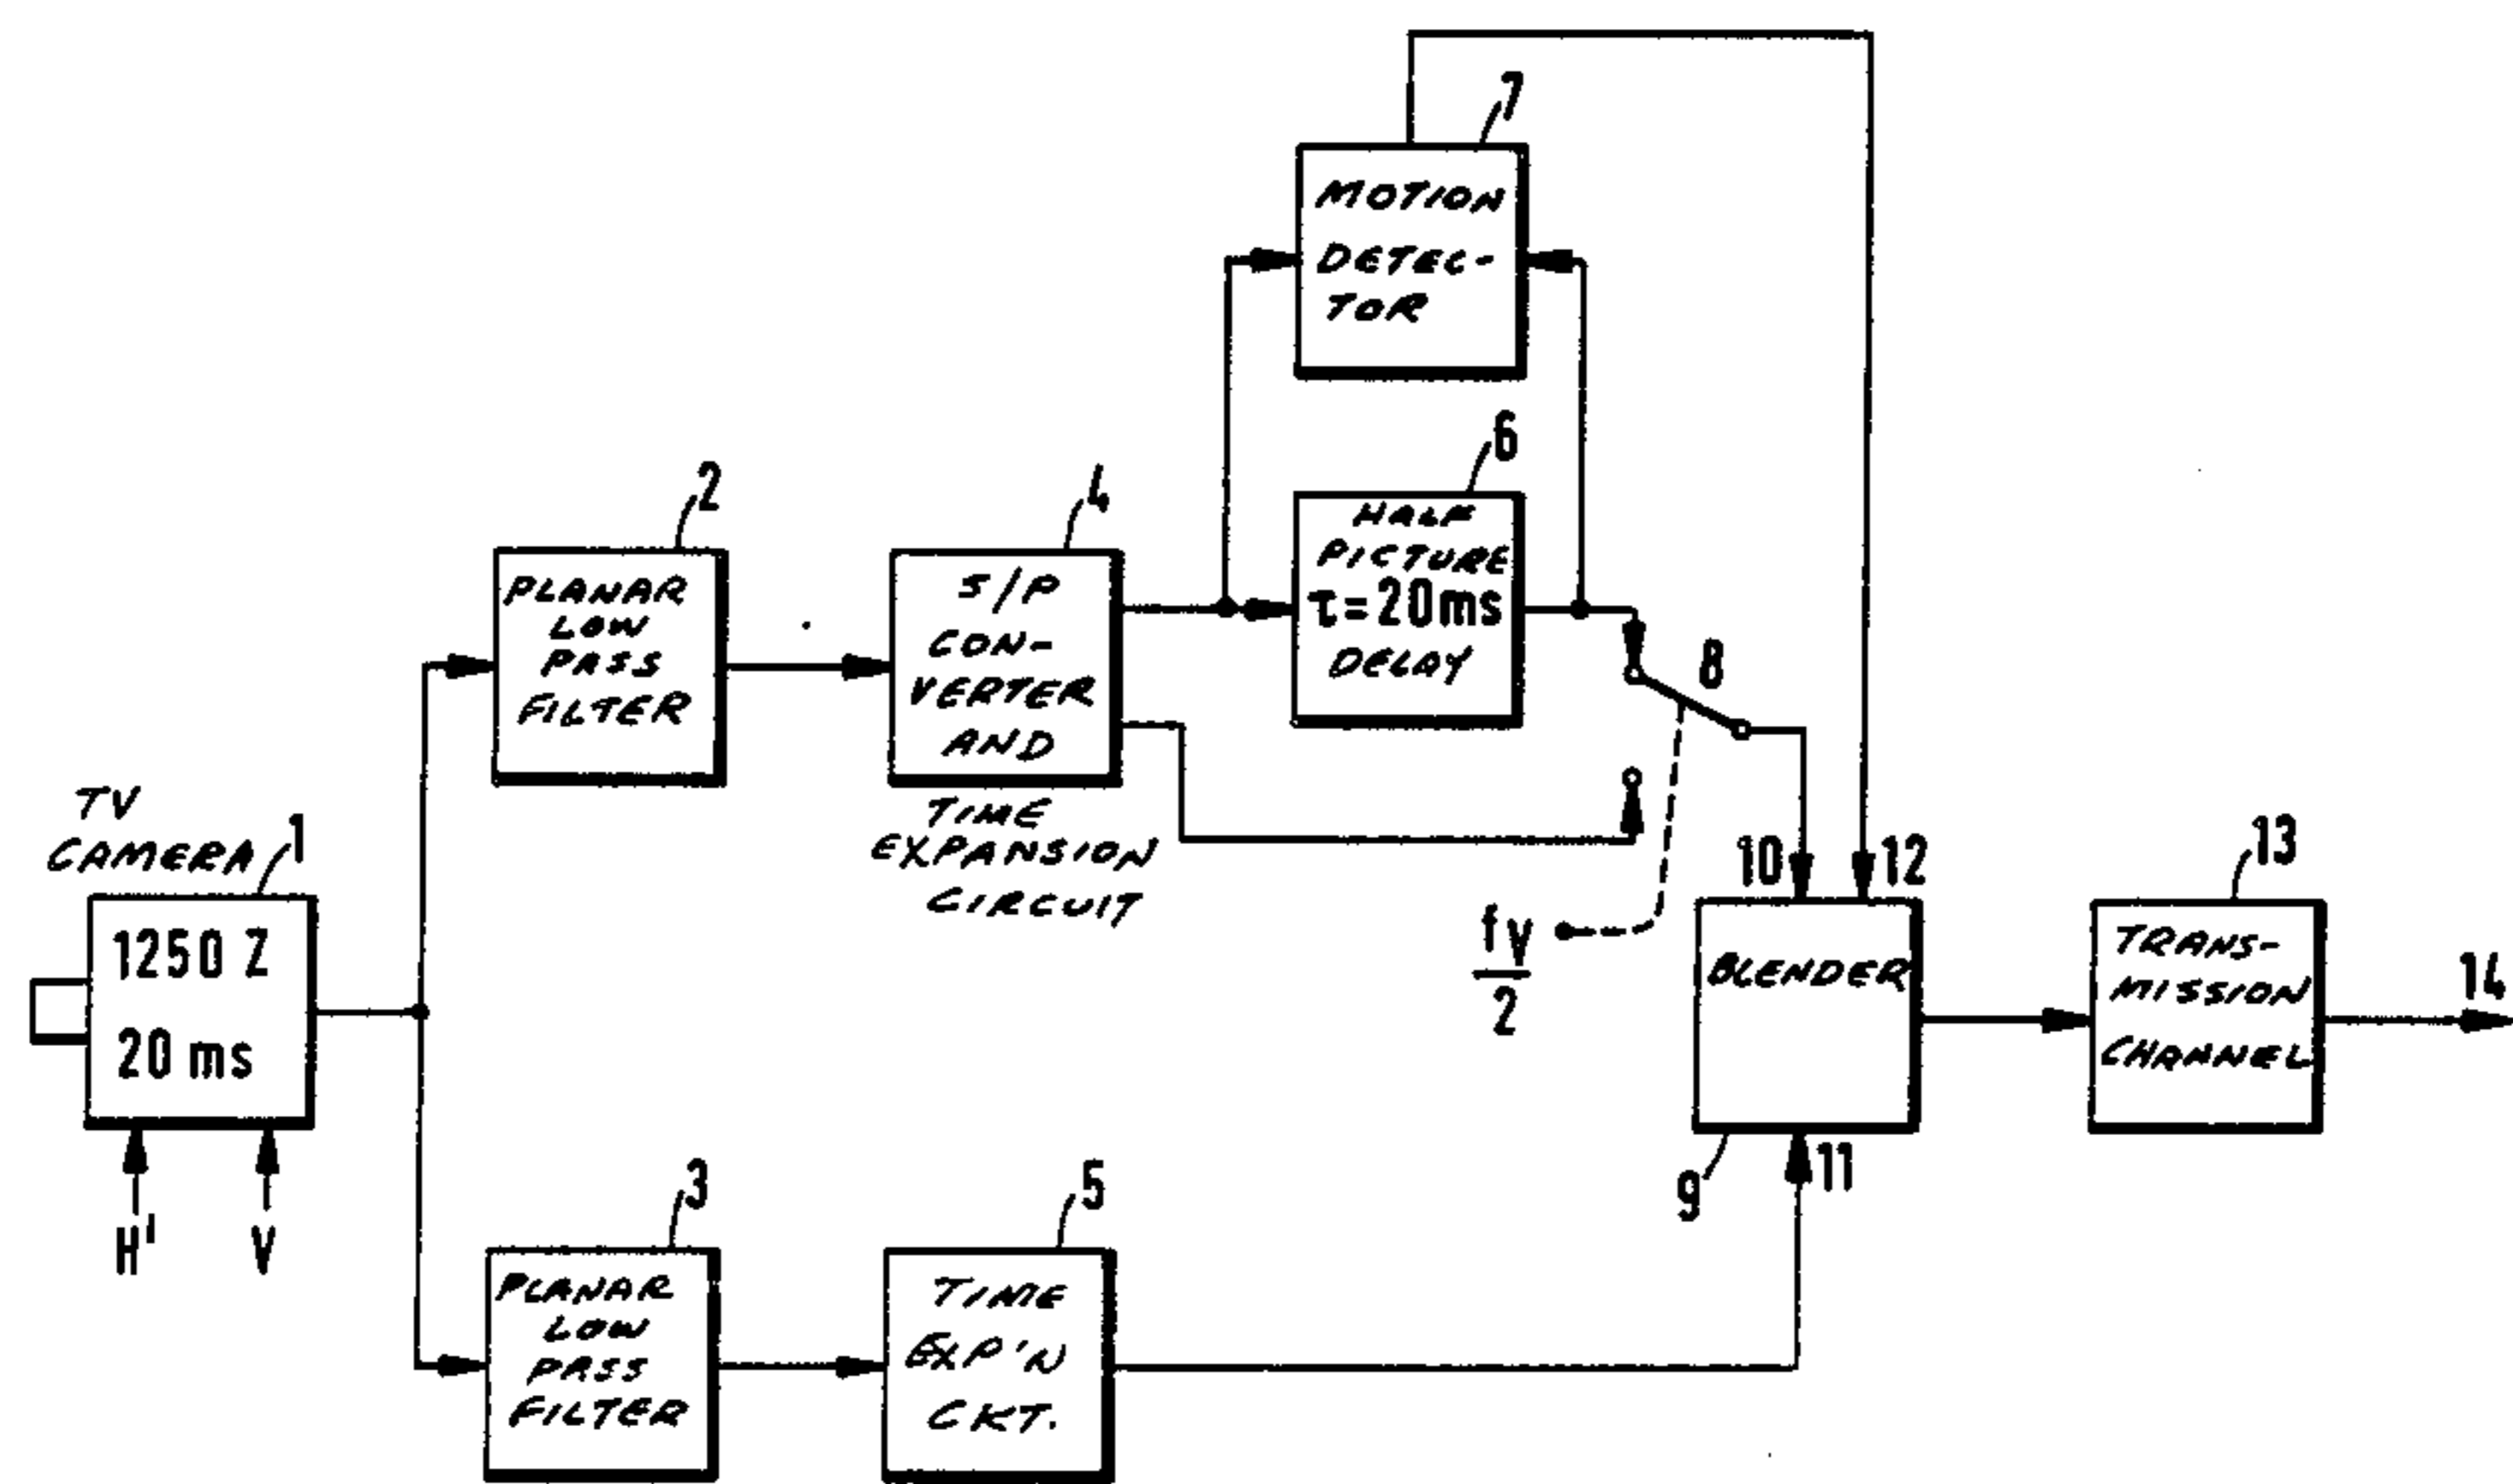 7
MOTION
DETEC-
TOR
6
HALF
PICTURE
τ=20ms
DELAY
2
PLANAR
LOW
PASS
FILTER
4
S/P
CON-
VERTER
AND
TIME
EXPANSION
CIRCUIT
8
fv
2
TV
CAMERA
1
1250 Z
20 ms
H'
V
10
12
BLENDER
9
11
13
TRANS-
MISSION
CHANNEL
14
3
PLANAR
LOW
PASS
FILTER
5
TIME
EXP'N
CKT.